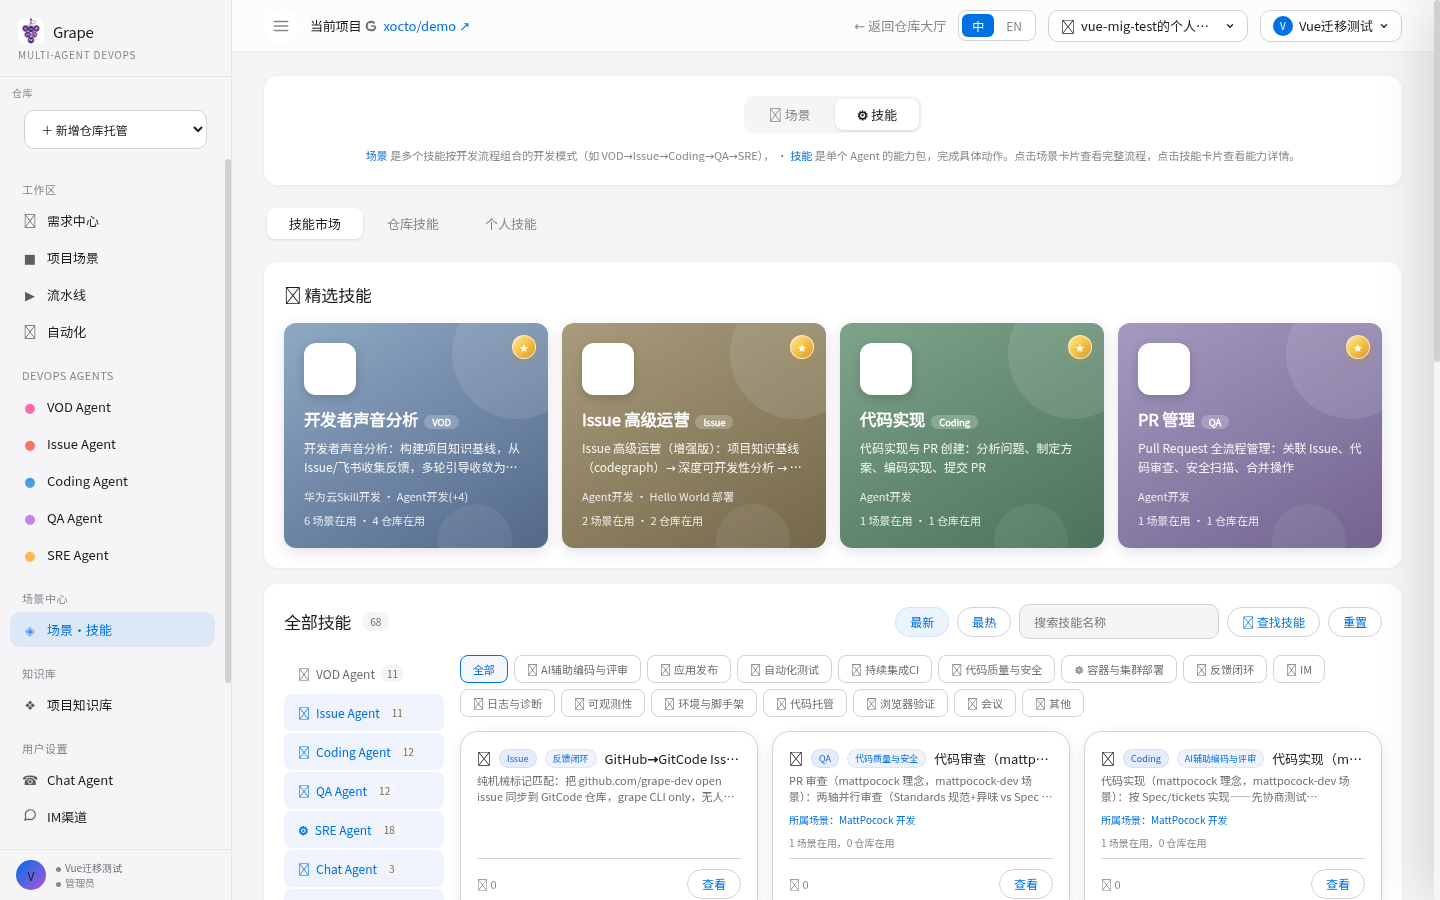 Grape
MULTI-AGENT DEVOPS
仓库
＋ 新增仓库托管
工作区
需求中心
项目场景
流水线
自动化
DEVOPS AGENTS
VOD Agent
Issue Agent
Coding Agent
QA Agent
SRE Agent
场景中心
场景·技能
知识库
项目知识库
用户设置
Chat Agent
IM渠道
V
Vue迁移测试
管理员
当前项目 xocto/demo ↗
← 返回仓库大厅
中 EN
vue-mig-test的个人…
V Vue迁移测试
场景
技能
场景 是多个技能按开发流程组合的开发模式（如 VOD→Issue→Coding→QA→SRE）， · 技能 是单个 Agent 的能力包，完成具体动作。点击场景卡片查看完整流程，点击技能卡片查看能力详情。
技能市场 仓库技能 个人技能
精选技能
开发者声音分析 VOD
开发者声音分析：构建项目知识基线，从
Issue/飞书收集反馈，多轮引导收敛为…
华为云Skill开发 · Agent开发(+4)
6 场景在用 · 4 仓库在用
Issue 高级运营 Issue
Issue 高级运营（增强版）：项目知识基线
（codegraph）→ 深度可开发性分析 → …
Agent开发 · Hello World 部署
2 场景在用 · 2 仓库在用
代码实现 Coding
代码实现与 PR 创建：分析问题、制定方
案、编码实现、提交 PR
Agent开发
1 场景在用 · 1 仓库在用
PR 管理 QA
Pull Request 全流程管理：关联 Issue、代
码审查、安全扫描、合并操作
Agent开发
1 场景在用 · 1 仓库在用
全部技能 68
最新 最热 搜索技能名称 查找技能 重置
VOD Agent 11
Issue Agent 11
Coding Agent 12
QA Agent 12
SRE Agent 18
Chat Agent 3
全部 AI辅助编码与评审 应用发布 自动化测试 持续集成CI 代码质量与安全 容器与集群部署 反馈闭环 IM
日志与诊断 可观测性 环境与脚手架 代码托管 浏览器验证 会议 其他
Issue 反馈闭环 GitHub→GitCode Iss…
纯机械标记匹配：把 github.com/grape-dev open
issue 同步到 GitCode 仓库，grape CLI only，无人…
0 查看
QA 代码质量与安全 代码审查（mattp…
PR 审查（mattpocock 理念，mattpocock-dev 场
景）：两轴并行审查（Standards 规范+异味 vs Spec …
所属场景：MattPocock 开发
1 场景在用，0 仓库在用
0 查看
Coding AI辅助编码与评审 代码实现（m…
代码实现（mattpocock 理念，mattpocock-dev 场
景）：按 Spec/tickets 实现——先协商测试…
所属场景：MattPocock 开发
1 场景在用，0 仓库在用
0 查看